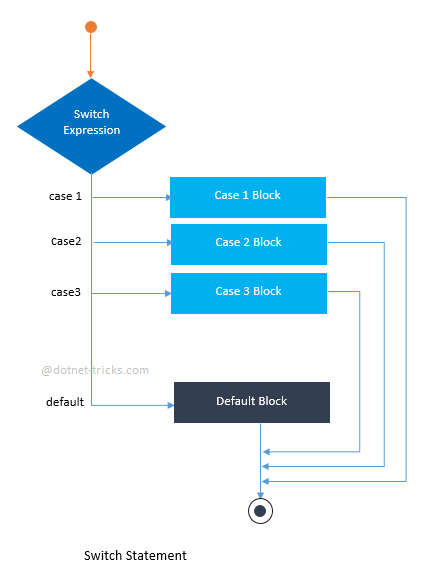 Switch
Expression
case 1
Case 1 Block
case2
Case 2 Block
case3
Case 3 Block
@dotnet-tricks.com
default
Default Block
Switch Statement